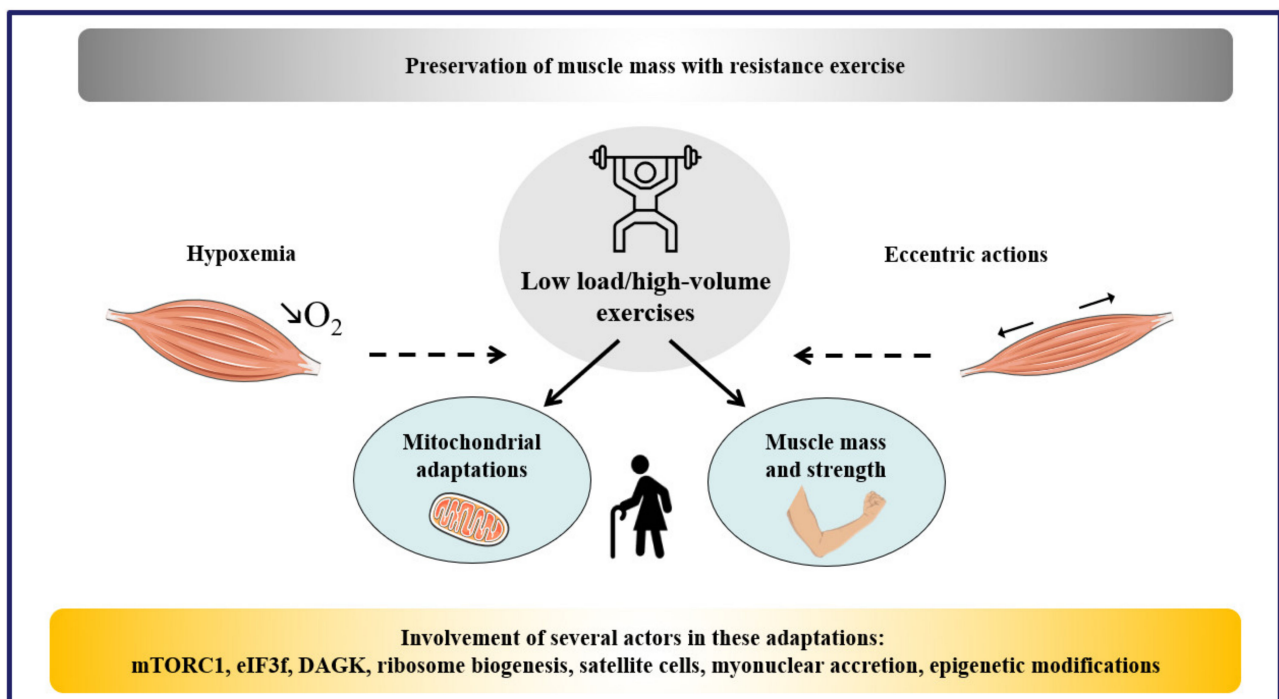 Preservation of muscle mass with resistance exercise
Hypoxemia
↘O₂
Low load/high-volume
exercises
Eccentric actions
Mitochondrial
adaptations
Muscle mass
and strength
Involvement of several actors in these adaptations:
mTORC1, eIF3f, DAGK, ribosome biogenesis, satellite cells, myonuclear accretion, epigenetic modifications